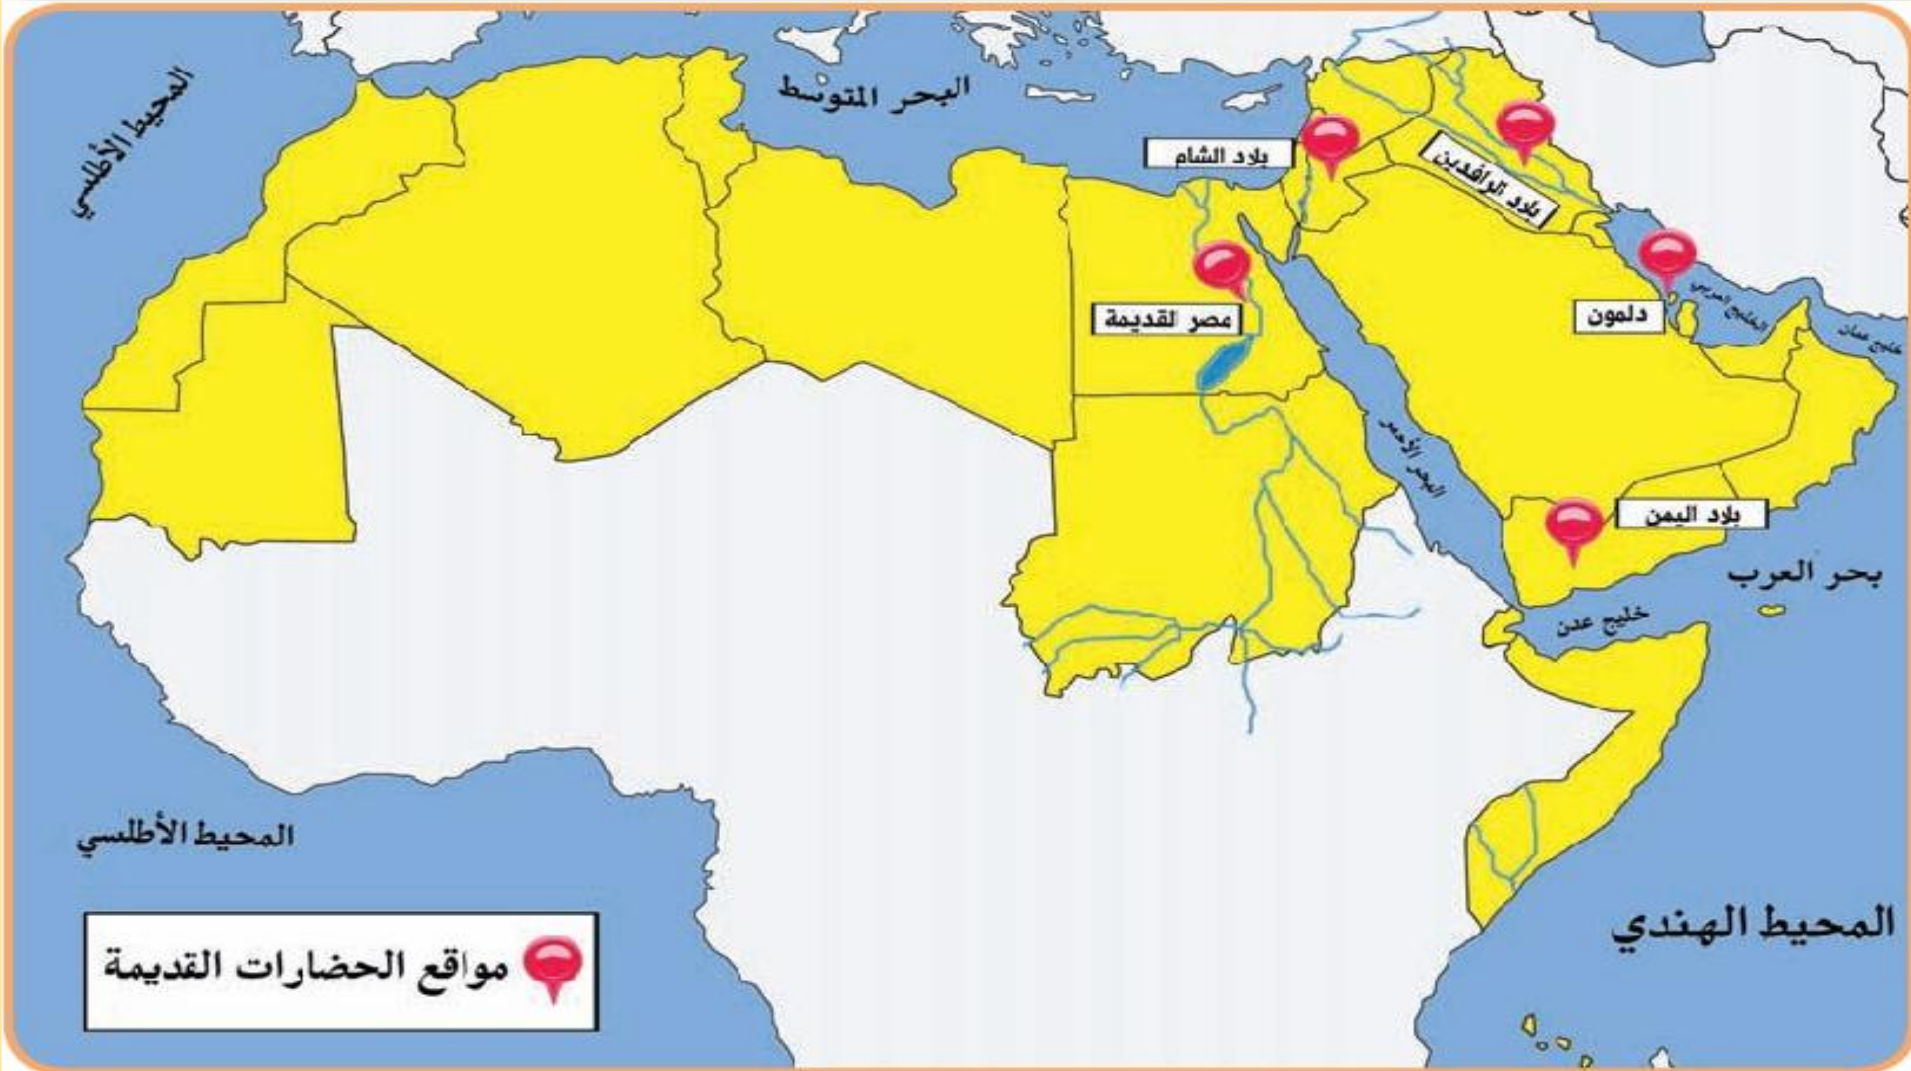 البحر المتوسط
المحيط الأطلسي
بلاد الشام
بلاد الرافدين
مصر القديمة
دلمون
الخليج العربي
خليج عمان
البحر الأحمر
بلاد اليمن
بحر العرب
خليج عدن
المحيط الأطلسي
المحيط الهندي
مواقع الحضارات القديمة